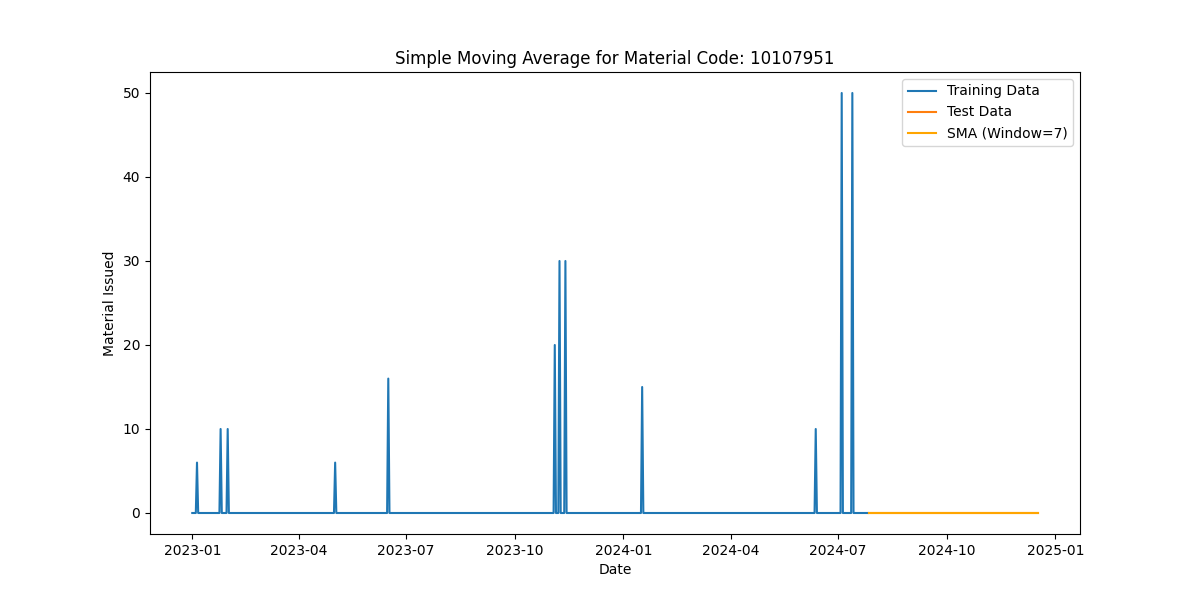 Simple Moving Average for Material Code: 10107951
50
40
30
20
10
0
Material Issued
Training Data
Test Data
SMA (Window=7)
2023-01 2023-04 2023-07 2023-10 2024-01 2024-04 2024-07 2024-10 2025-01
Date